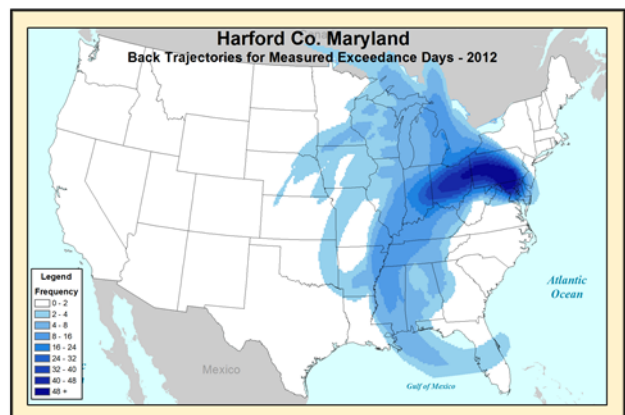 Harford Co. Maryland
Back Trajectories for Measured Exceedance Days - 2012
Legend
Frequency
0 - 2
2 - 4
4 - 8
8 - 16
16 - 24
24 - 32
32 - 40
40 - 48
48 +
Atlantic
Ocean
Mexico
Gulf of Mexico